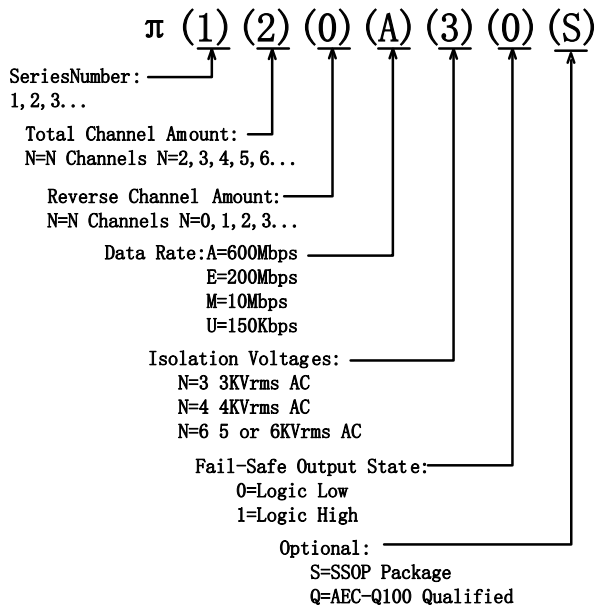 π (1) (2) (0) (A) (3) (0) (S)
SeriesNumber:
1,2,3...
Total Channel Amount:
N=N Channels N=2,3,4,5,6...
Reverse Channel Amount:
N=N Channels N=0,1,2,3...
Data Rate:A=600Mbps
E=200Mbps
M=10Mbps
U=150Kbps
Isolation Voltages:
N=3 3KVrms AC
N=4 4KVrms AC
N=6 5 or 6KVrms AC
Fail-Safe Output State:
0=Logic Low
1=Logic High
Optional:
S=SSOP Package
Q=AEC-Q100 Qualified